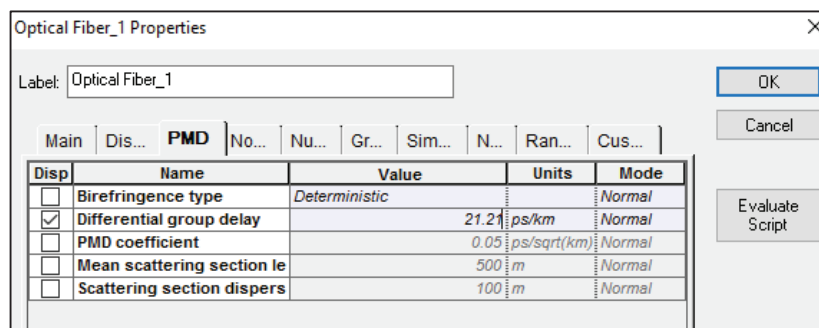 Optical Fiber_1 Properties
Label: Optical Fiber_1
OK
Cancel
Evaluate
Script
Main Dis... PMD No... Nu... Gr... Sim... N... Ran... Cus...
Disp Name Value Units Mode
Birefringence type Deterministic Normal
Differential group delay 21.21 ps/km Normal
PMD coefficient 0.05 ps/sqrt(km) Normal
Mean scattering section le 500 m Normal
Scattering section dispers 100 m Normal